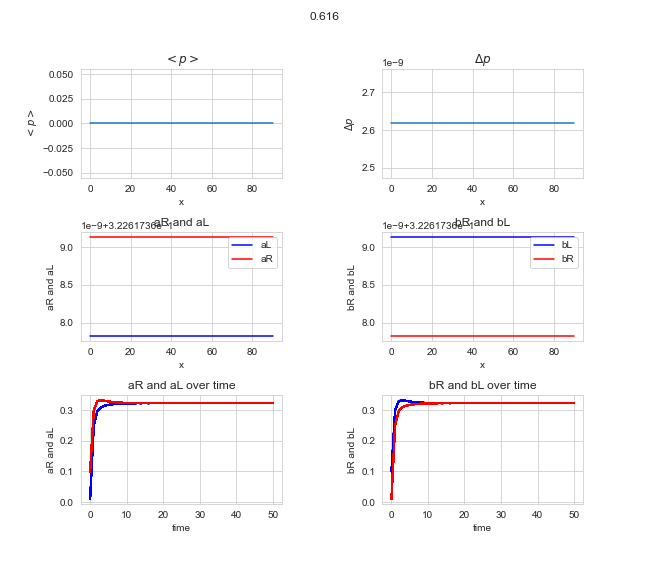 0.616
< p >
Δp
1e−9
0.050
0.025
0.000
−0.025
−0.050
< p >
0 20 40 60 80
x
2.7
2.6
2.5
Δp
0 20 40 60 80
x
aR and aL
1e−9+3.2261736e−1
9.0
8.5
8.0
aR and aL
aL
aR
0 20 40 60 80
x
bR and bL
1e−9+3.2261736e−1
9.0
8.5
8.0
bR and bL
bL
bR
0 20 40 60 80
x
aR and aL over time
0.3
0.2
0.1
0.0
aR and aL
0 10 20 30 40 50
time
bR and bL over time
0.3
0.2
0.1
0.0
bR and bL
0 10 20 30 40 50
time